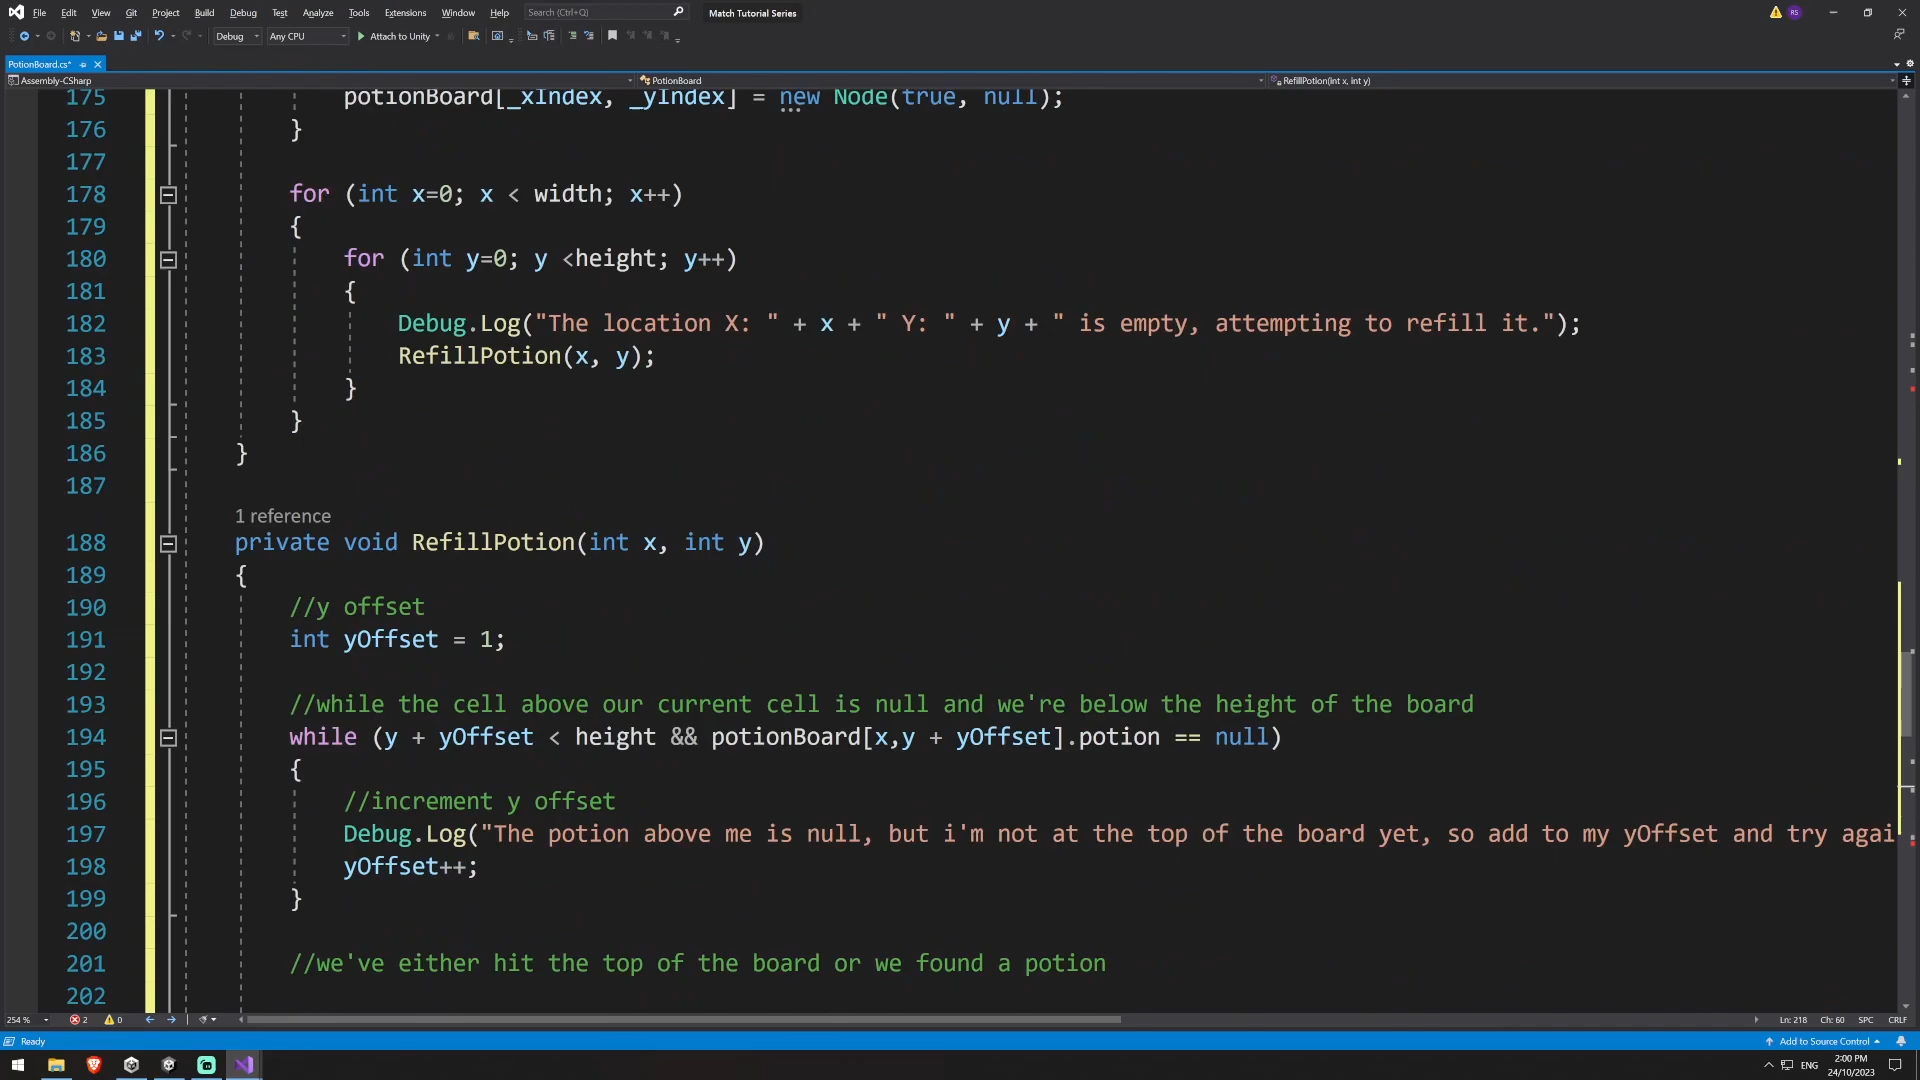 File Edit View Git Project Build Debug Test Analyze Tools Extensions Window Help Search (Ctrl+Q) Match Tutorial Series RS
Debug Any CPU Attach to Unity
PotionBoard.cs*
Assembly-CSharp PotionBoard RefillPotion(int x, int y)
175 potionBoard[_xIndex, _yIndex] = new Node(true, null);
176 }
177
178 for (int x=0; x < width; x++)
179 {
180 for (int y=0; y <height; y++)
181 {
182 Debug.Log("The location X: " + x + " Y: " + y + " is empty, attempting to refill it.");
183 RefillPotion(x, y);
184 }
185 }
186 }
187
1 reference
188 private void RefillPotion(int x, int y)
189 {
190 //y offset
191 int yOffset = 1;
192
193 //while the cell above our current cell is null and we're below the height of the board
194 while (y + yOffset < height && potionBoard[x,y + yOffset].potion == null)
195 {
196 //increment y offset
197 Debug.Log("The potion above me is null, but i'm not at the top of the board yet, so add to my yOffset and try agai
198 yOffset++;
199 }
200
201 //we've either hit the top of the board or we found a potion
202
254 % 2 0 Ln: 218 Ch: 60 SPC CRLF
Ready Add to Source Control
ENG 2:00 PM
24/10/2023